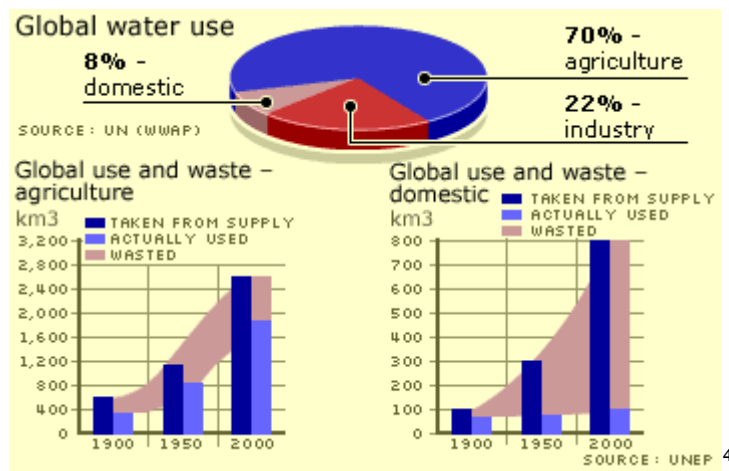 Global water use
8% -
domestic
70% -
agriculture
22% -
industry
SOURCE: UN (WWAP)
Global use and waste –
agriculture
km3
TAKEN FROM SUPPLY
ACTUALLY USED
WASTED
3,200
2,800
2,400
2,000
1,600
1,200
800
400
0
1900
1950
2000
Global use and waste –
domestic
km3
TAKEN FROM SUPPLY
ACTUALLY USED
WASTED
800
700
600
500
400
300
200
100
0
1900
1950
2000
SOURCE: UNEP
4